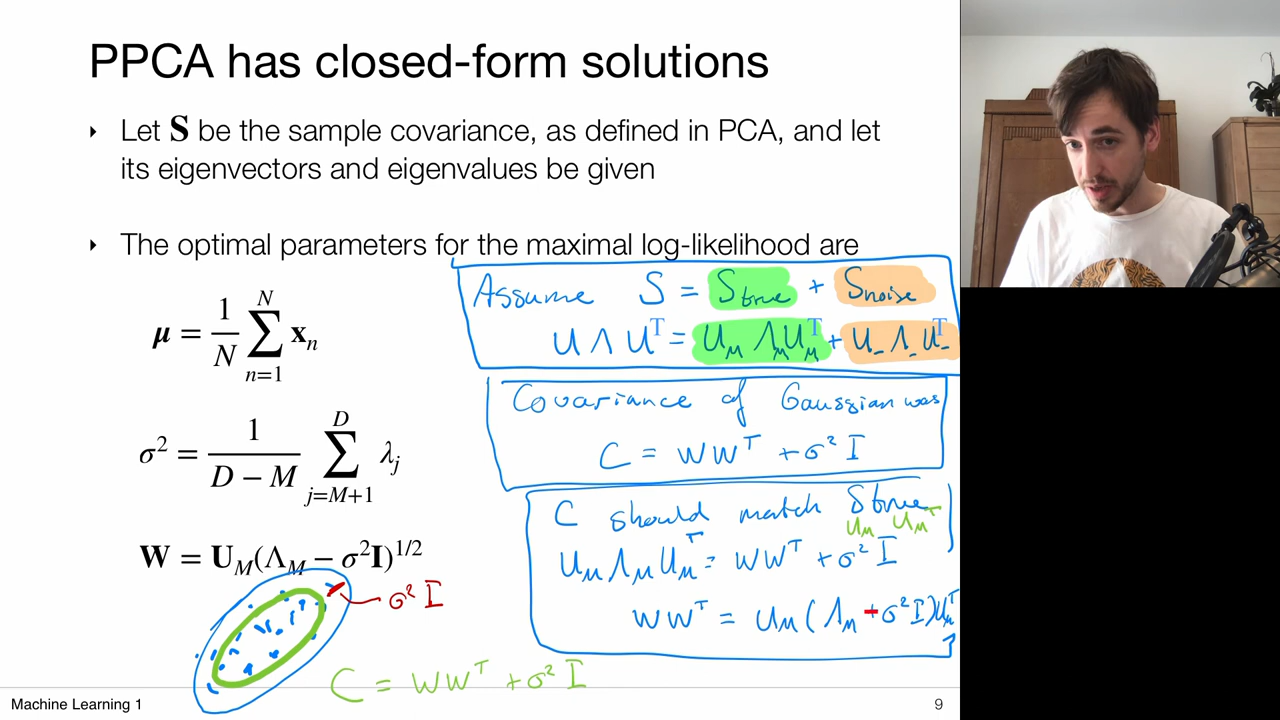 PPCA has closed-form solutions
‣ Let S be the sample covariance, as defined in PCA, and let
its eigenvectors and eigenvalues be given
‣ The optimal parameters for the maximal log-likelihood are
μ = 1/N ∑_{n=1}^{N} x_n
σ² = 1/(D − M) ∑_{j=M+1}^{D} λ_j
W = U_M(Λ_M − σ²I)^{1/2}
Assume S = S_true + S_noise
U Λ U^T = U_M Λ_M U_M^T + U_- Λ_- U_-^T
Covariance of Gaussian was
C = WW^T + σ² I
C should match S_true
U_M U_M^T
U_M Λ_M U_M^T = WW^T + σ² I
WW^T = U_M (Λ_M + σ² I) U_M^T
σ² I
C = WW^T + σ² I
Machine Learning 1
9